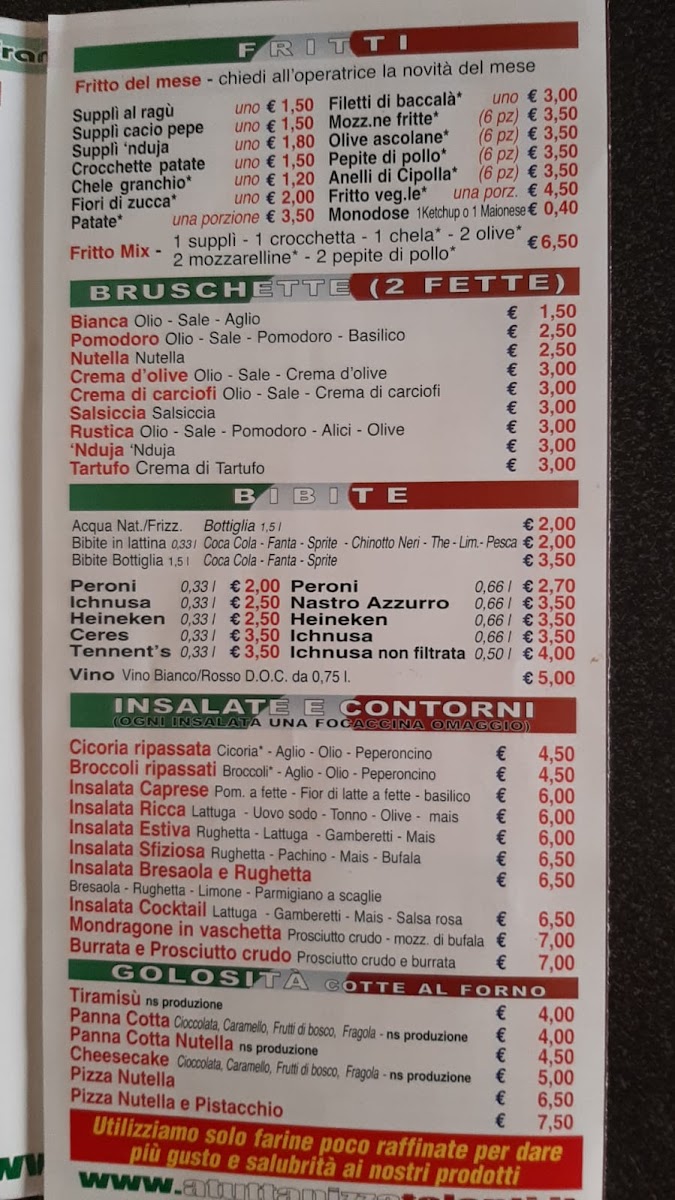 FRITTI
Fritto del mese - chiedi all'operatrice la novità del mese
Supplì al ragù uno € 1,50 Filetti di baccalà* uno € 3,00
Supplì cacio pepe uno € 1,50 Mozz.ne fritte* (6 pz) € 3,50
Supplì 'nduja uno € 1,80 Olive ascolane* (6 pz) € 3,50
Crocchette patate uno € 1,50 Pepite di pollo* (6 pz) € 3,50
Chele granchio* uno € 1,20 Anelli di Cipolla* (6 pz) € 3,50
Fiori di zucca* uno € 2,00 Fritto veg.le* una porz. € 4,50
Patate* una porzione € 3,50 Monodose 1Ketchup o 1 Maionese € 0,40
Fritto Mix - 1 supplì - 1 crocchetta - 1 chela* - 2 olive*
2 mozzarelline* - 2 pepite di pollo* €6,50
BRUSCHETTE (2 FETTE)
Bianca Olio - Sale - Aglio € 1,50
Pomodoro Olio - Sale - Pomodoro - Basilico € 2,50
Nutella Nutella € 2,50
Crema d'olive Olio - Sale - Crema d'olive € 3,00
Crema di carciofi Olio - Sale - Crema di carciofi € 3,00
Salsiccia Salsiccia € 3,00
Rustica Olio - Sale - Pomodoro - Alici - Olive € 3,00
'Nduja 'Nduja € 3,00
Tartufo Crema di Tartufo € 3,00
BIBITE
Acqua Nat./Frizz. Bottiglia 1,5 l € 2,00
Bibite in lattina 0,33 l Coca Cola - Fanta - Sprite - Chinotto Neri - The - Lim.- Pesca € 2,00
Bibite Bottiglia 1,5 l Coca Cola - Fanta - Sprite € 3,50
Peroni 0,33 l € 2,00 Peroni 0,66 l € 2,70
Ichnusa 0,33 l € 2,50 Nastro Azzurro 0,66 l € 3,50
Heineken 0,33 l € 2,50 Heineken 0,66 l € 3,50
Ceres 0,33 l € 3,50 Ichnusa 0,66 l € 3,50
Tennent's 0,33 l € 3,50 Ichnusa non filtrata 0,50 l € 4,00
Vino Vino Bianco/Rosso D.O.C. da 0,75 l. € 5,00
INSALATE E CONTORNI
(OGNI INSALATA UNA FOCACCINA OMAGGIO)
Cicoria ripassata Cicoria* - Aglio - Olio - Peperoncino € 4,50
Broccoli ripassati Broccoli* - Aglio - Olio - Peperoncino € 4,50
Insalata Caprese Pom. a fette - Fior di latte a fette - basilico € 6,00
Insalata Ricca Lattuga - Uovo sodo - Tonno - Olive - mais € 6,00
Insalata Estiva Rughetta - Lattuga - Gamberetti - Mais € 6,00
Insalata Sfiziosa Rughetta - Pachino - Mais - Bufala € 6,50
Insalata Bresaola e Rughetta € 6,50
Bresaola - Rughetta - Limone - Parmigiano a scaglie
Insalata Cocktail Lattuga - Gamberetti - Mais - Salsa rosa € 6,50
Mondragone in vaschetta Prosciutto crudo - mozz. di bufala € 7,00
Burrata e Prosciutto crudo Prosciutto crudo e burrata € 7,00
GOLOSITÀ COTTE AL FORNO
Tiramisù ns produzione € 4,00
Panna Cotta Cioccolata, Caramello, Frutti di bosco, Fragola - ns produzione € 4,00
Panna Cotta Nutella ns produzione € 4,50
Cheesecake Cioccolata, Caramello, Frutti di bosco, Fragola - ns produzione € 5,00
Pizza Nutella € 6,50
Pizza Nutella e Pistacchio € 7,50
Utilizziamo solo farine poco raffinate per dare
più gusto e salubrità ai nostri prodotti